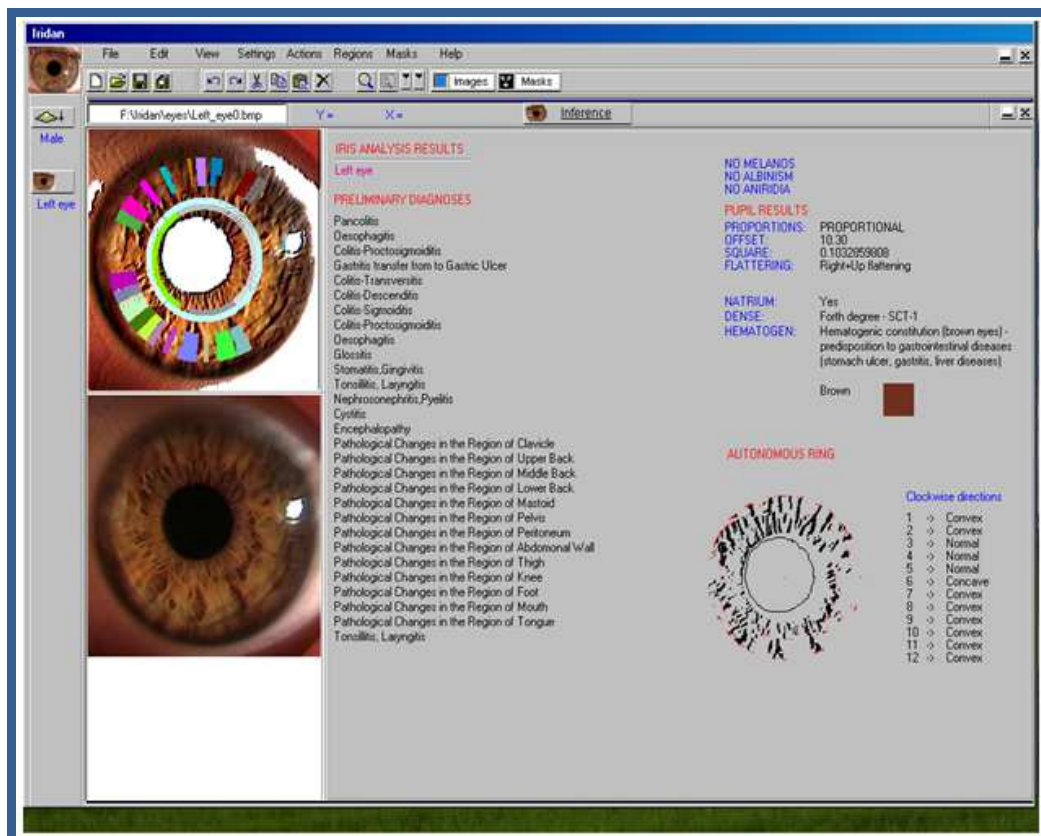 Iridan
File Edit View Settings Actions Regions Masks Help
Images Masks
F:\Iridan\eyes\Left_eye0.bmp Y= X= Inference
Male
Left eye
IRIS ANALYSIS RESULTS
Left eye
PRELIMINARY DIAGNOSES
Pancolitis
Oesophagitis
Colitis-Proctosigmoiditis
Gastritis transfer from to Gastric Ulcer
Colitis-Transversitis
Colitis-Descenditis
Colitis-Sigmoiditis
Colitis-Proctosigmoiditis
Oesophagitis
Glossitis
Stomatitis,Gingivitis
Tonsillitis, Laryngitis
Nephrosonephritis,Pyelitis
Cystitis
Encephalopathy
Pathological Changes in the Region of Clavicle
Pathological Changes in the Region of Upper Back
Pathological Changes in the Region of Middle Back
Pathological Changes in the Region of Lower Back
Pathological Changes in the Region of Mastoid
Pathological Changes in the Region of Pelvis
Pathological Changes in the Region of Peritoneum
Pathological Changes in the Region of Abdomonal Wall
Pathological Changes in the Region of Thigh
Pathological Changes in the Region of Knee
Pathological Changes in the Region of Foot
Pathological Changes in the Region of Mouth
Pathological Changes in the Region of Tongue
Tonsillitis, Laryngitis
NO MELANOS
NO ALBINISM
NO ANIRIDIA
PUPIL RESULTS
PROPORTIONS: PROPORTIONAL
OFFSET: 10.30
SQUARE: 0.1032859808
FLATTERING: Right+Up flattening
NATRIUM: Yes
DENSE: Forth degree - SCT-1
HEMATOGEN: Hematogenic constitution (brown eyes) -
predisposition to gastrointestinal diseases
(stomach ulcer, gastritis, liver diseases)
Brown
AUTONOMOUS RING
Clockwise directions
1 -> Convex
2 -> Convex
3 -> Normal
4 -> Normal
5 -> Normal
6 -> Concave
7 -> Convex
8 -> Convex
9 -> Convex
10 -> Convex
11 -> Convex
12 -> Convex